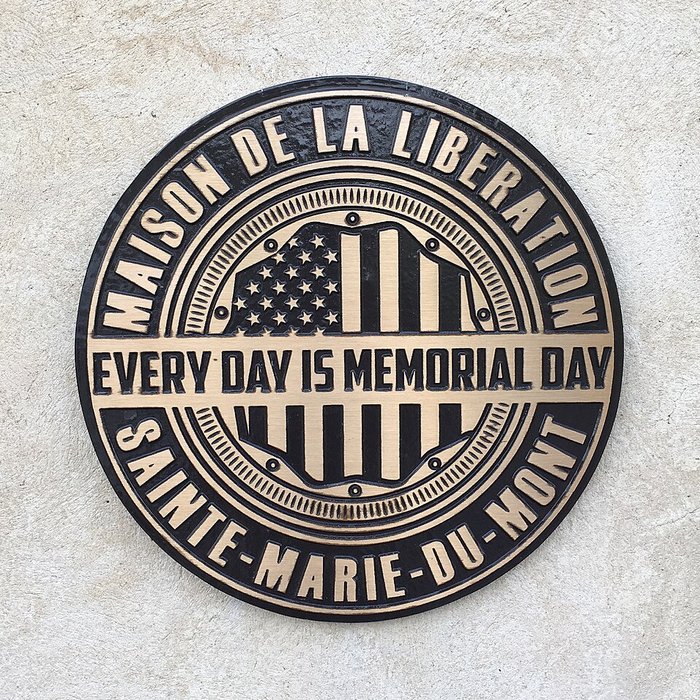 MAISON DE LA LIBERATION
EVERY DAY IS MEMORIAL DAY
SAINTE-MARIE-DU-MONT